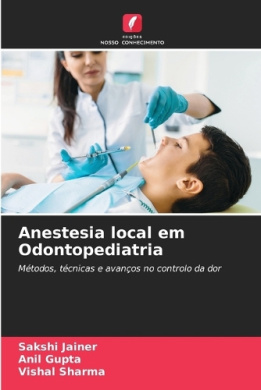 edições
NOSSO CONHECIMENTO
Anestesia local em
Odontopediatria
Métodos, técnicas e avanços no controlo da dor
Sakshi Jainer
Anil Gupta
Vishal Sharma